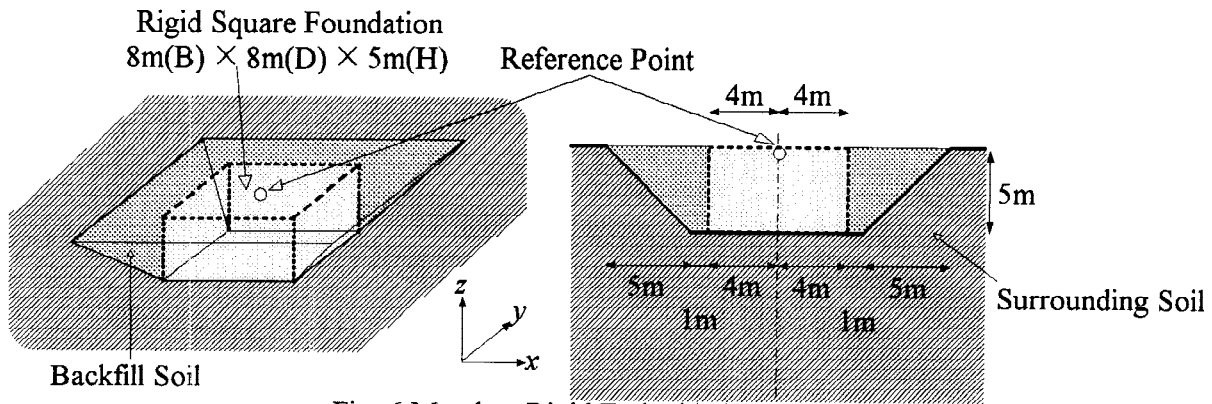 Rigid Square Foundation
8m(B) × 8m(D) × 5m(H)
Reference Point
4m 4m
5m
5m 4m 4m 5m
1m 1m
Surrounding Soil
z
y
x
Backfill Soil